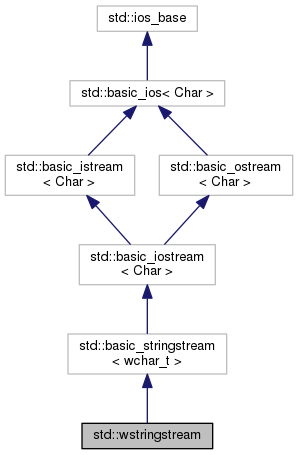 std::ios_base
std::basic_ios< Char >
std::basic_istream
< Char >
std::basic_ostream
< Char >
std::basic_iostream
< Char >
std::basic_stringstream
< wchar_t >
std::wstringstream